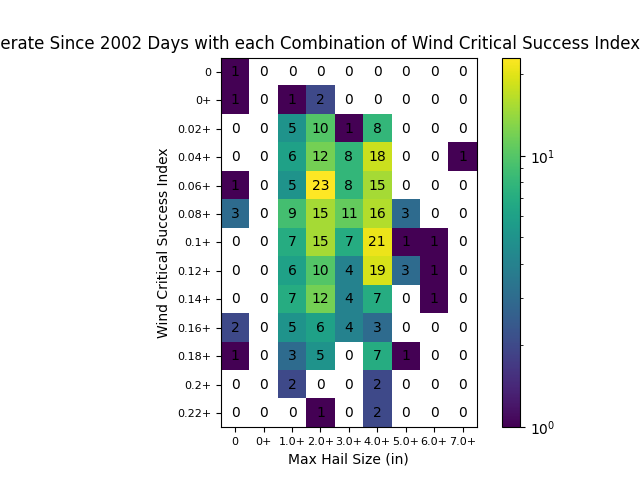 erate Since 2002 Days with each Combination of Wind Critical Success Index
0 1 0 0 0 0 0 0 0 0
0+ 1 0 1 2 0 0 0 0 0
0.02+ 0 0 5 10 1 8 0 0 0
0.04+ 0 0 6 12 8 18 0 0 1
0.06+ 1 0 5 23 8 15 0 0 0
0.08+ 3 0 9 15 11 16 3 0 0
0.1+ 0 0 7 15 7 21 1 1 0
0.12+ 0 0 6 10 4 19 3 1 0
0.14+ 0 0 7 12 4 7 0 1 0
0.16+ 2 0 5 6 4 3 0 0 0
0.18+ 1 0 3 5 0 7 1 0 0
0.2+ 0 0 2 0 0 2 0 0 0
0.22+ 0 0 0 1 0 2 0 0 0
0 0+ 1.0+ 2.0+ 3.0+ 4.0+ 5.0+ 6.0+ 7.0+
Max Hail Size (in)
Wind Critical Success Index
10¹
10⁰